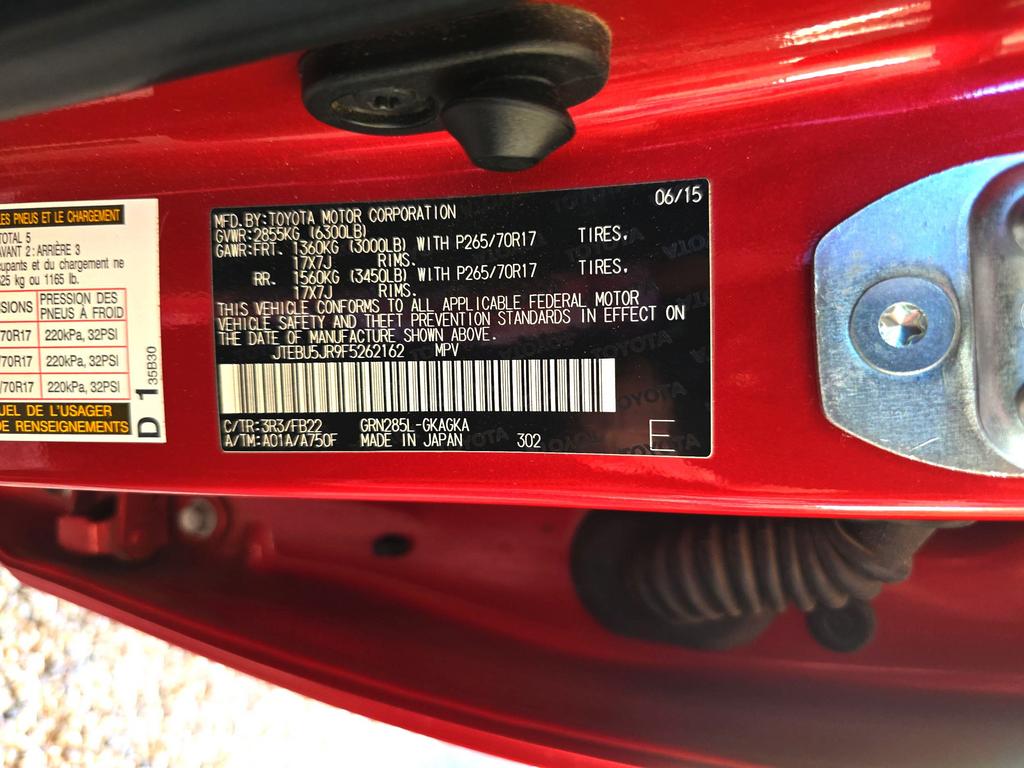 LES PNEUS ET LE CHARGEMENT
TOTAL 5
AVANT 2 : ARRIÈRE 3
cupants et du chargement ne
525 kg ou 1165 lb.
SIONS PRESSION DES
PNEUS À FROID
/70R17 220kPa, 32PSI
/70R17 220kPa, 32PSI
/70R17 220kPa, 32PSI
UEL DE L'USAGER
DE RENSEIGNEMENTS
D 1 35B30
06/15
MFD.BY:TOYOTA MOTOR CORPORATION
GVWR:2855KG (6300LB)
GAWR:FRT. 1360KG (3000LB) WITH P265/70R17 TIRES,
17X7J RIMS.
RR. 1560KG (3450LB) WITH P265/70R17 TIRES,
17X7J RIMS.
THIS VEHICLE CONFORMS TO ALL APPLICABLE FEDERAL MOTOR
VEHICLE SAFETY AND THEFT PREVENTION STANDARDS IN EFFECT ON
THE DATE OF MANUFACTURE SHOWN ABOVE.
JTEBU5JR9F5262162 MPV
C/TR:3R3/FB22 GRN285L-GKAGKA
A/TM:A01A/A750F MADE IN JAPAN 302 E